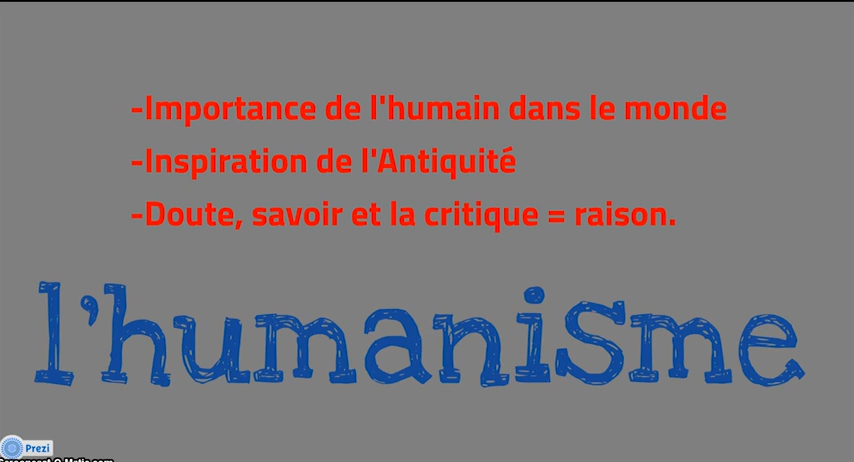 -Importance de l'humain dans le monde
-Inspiration de l'Antiquité
-Doute, savoir et la critique = raison.
l'humanisme
Prezi